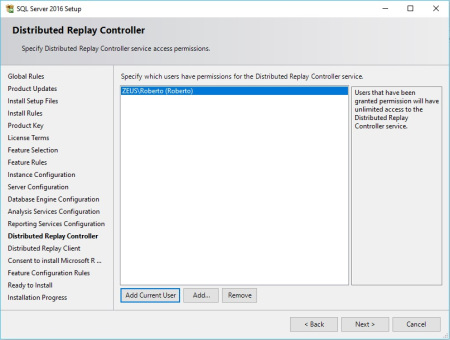 SQL Server 2016 Setup
Distributed Replay Controller
Specify Distributed Replay Controller service access permissions.
Global Rules
Product Updates
Install Setup Files
Install Rules
Product Key
License Terms
Feature Selection
Feature Rules
Instance Configuration
Server Configuration
Database Engine Configuration
Analysis Services Configuration
Reporting Services Configuration
Distributed Replay Controller
Distributed Replay Client
Consent to install Microsoft R ...
Feature Configuration Rules
Ready to Install
Installation Progress
Specify which users have permissions for the Distributed Replay Controller service.
ZEUS\Roberto (Roberto)
Users that have been
granted permission will have
unlimited access to the
Distributed Replay
Controller service.
Add Current User
Add...
Remove
< Back
Next >
Cancel